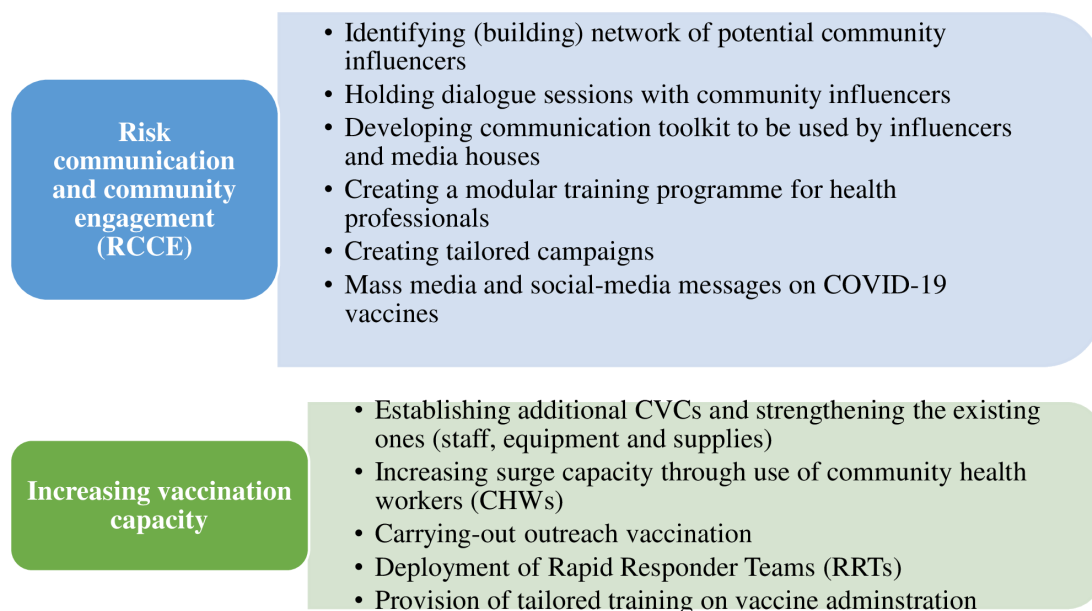 Risk
communication
and community
engagement
(RCCE)
• Identifying (building) network of potential community
influencers
• Holding dialogue sessions with community influencers
• Developing communication toolkit to be used by influencers
and media houses
• Creating a modular training programme for health
professionals
• Creating tailored campaigns
• Mass media and social-media messages on COVID-19
vaccines
Increasing vaccination
capacity
• Establishing additional CVCs and strengthening the existing
ones (staff, equipment and supplies)
• Increasing surge capacity through use of community health
workers (CHWs)
• Carrying-out outreach vaccination
• Deployment of Rapid Responder Teams (RRTs)
• Provision of tailored training on vaccine adminstration